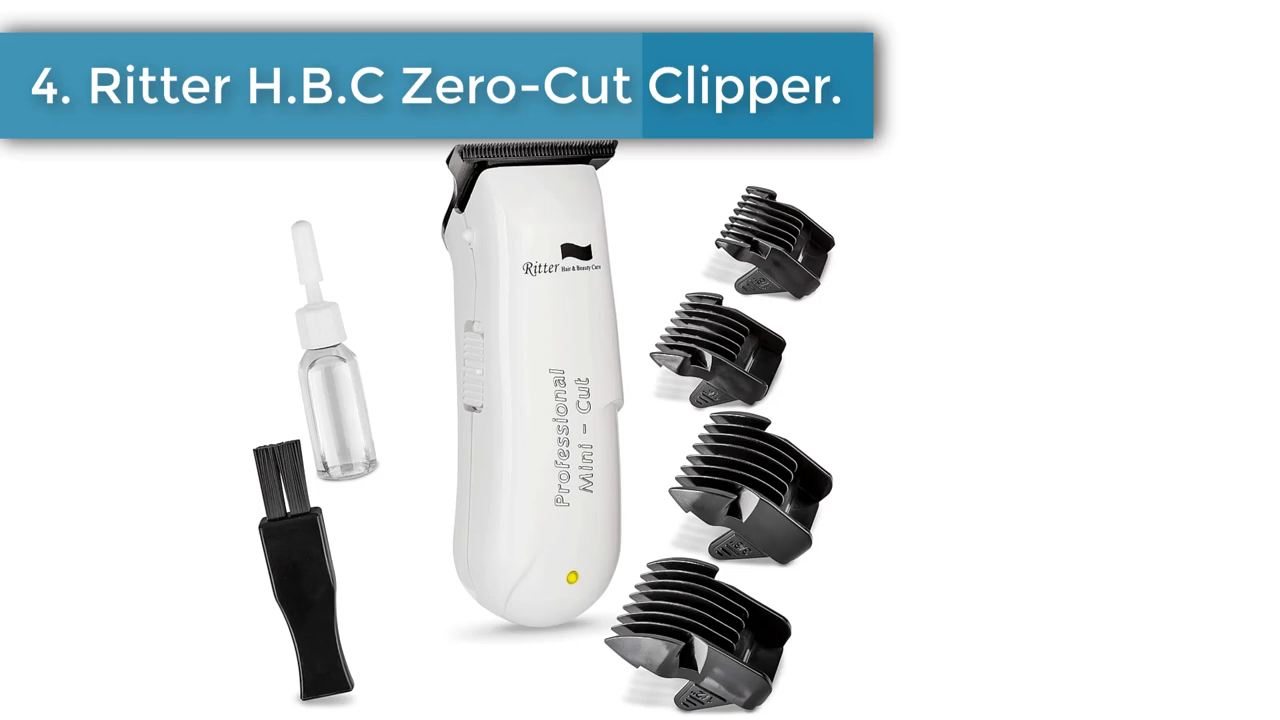 4. Ritter H.B.C Zero-Cut Clipper.
Ritter Hair & Beauty Care
Professional
Mini - Cut